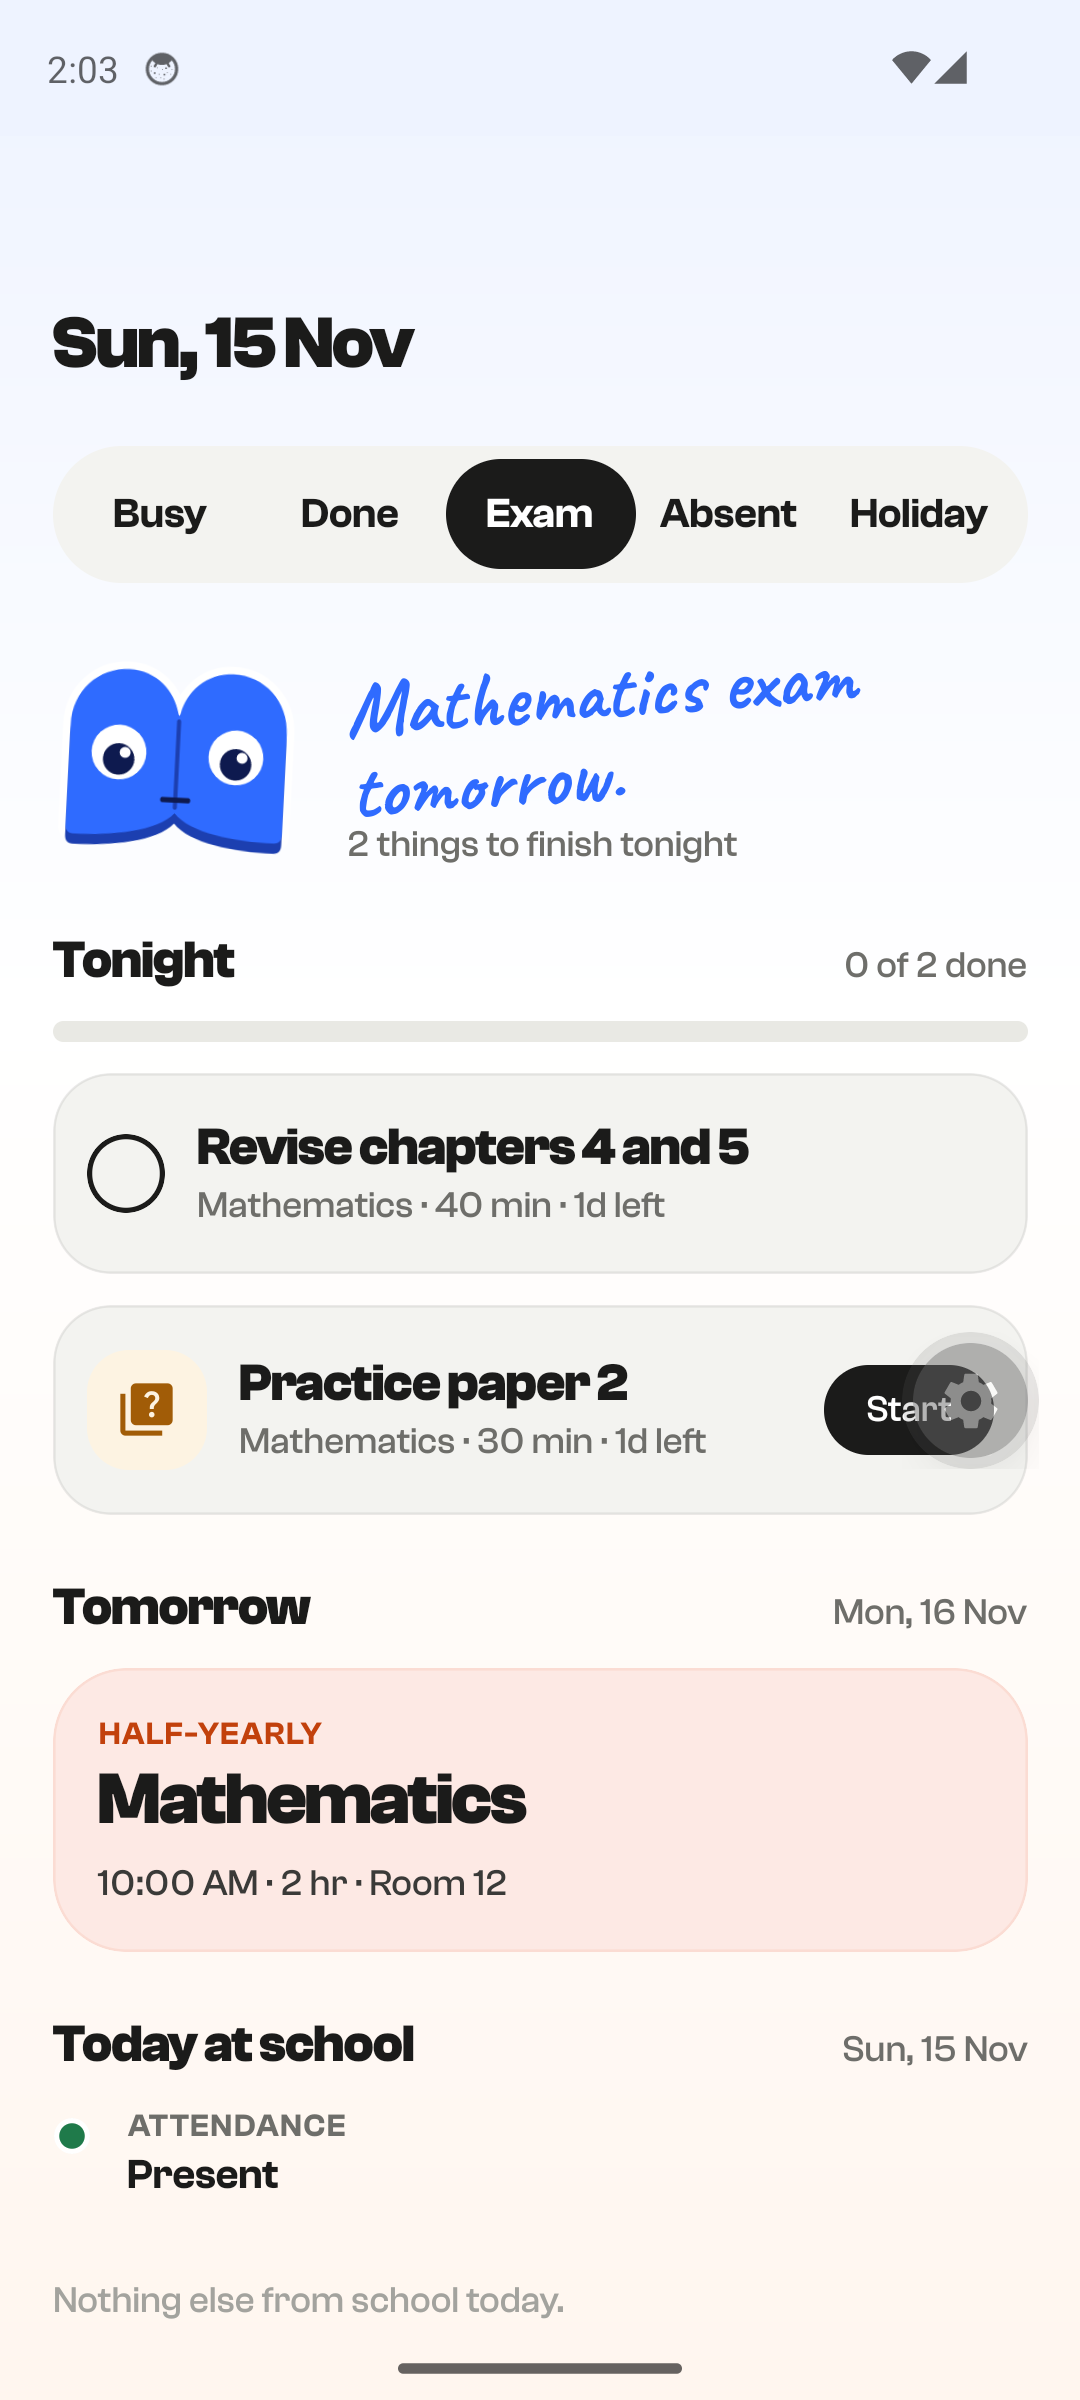 2:03
Sun, 15 Nov
Busy Done Exam Absent Holiday
Mathematics exam
tomorrow.
2 things to finish tonight
Tonight 0 of 2 done
Revise chapters 4 and 5
Mathematics · 40 min · 1d left
Practice paper 2
Mathematics · 30 min · 1d left
Start
Tomorrow Mon, 16 Nov
HALF-YEARLY
Mathematics
10:00 AM · 2 hr · Room 12
Today at school Sun, 15 Nov
ATTENDANCE
Present
Nothing else from school today.